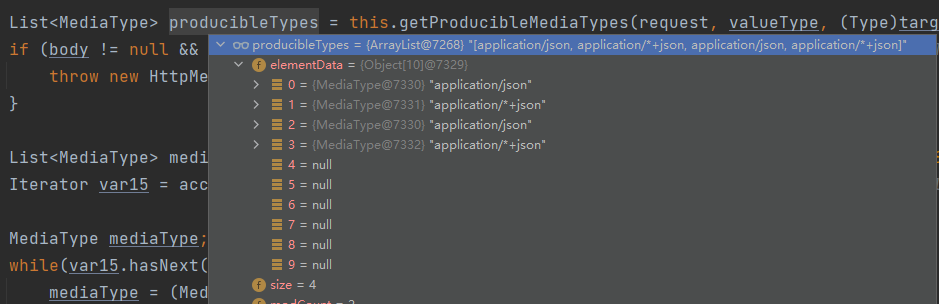 List<MediaType> producibleTypes = this.getProducibleMediaTypes(request, valueType, (Type)targ
if (body != null &&
producibleTypes = {ArrayList@7268} "[application/json, application/*+json, application/json, application/*+json]"
elementData = {Object[10]@7329}
throw new HttpMe
0 = {MediaType@7330} "application/json"
}
1 = {MediaType@7331} "application/*+json"
2 = {MediaType@7330} "application/json"
3 = {MediaType@7332} "application/*+json"
List<MediaType> medi
4 = null
Iterator var15 = acc
5 = null
6 = null
7 = null
MediaType mediaType;
8 = null
while(var15.hasNext(
9 = null
mediaType = (Med
size = 4